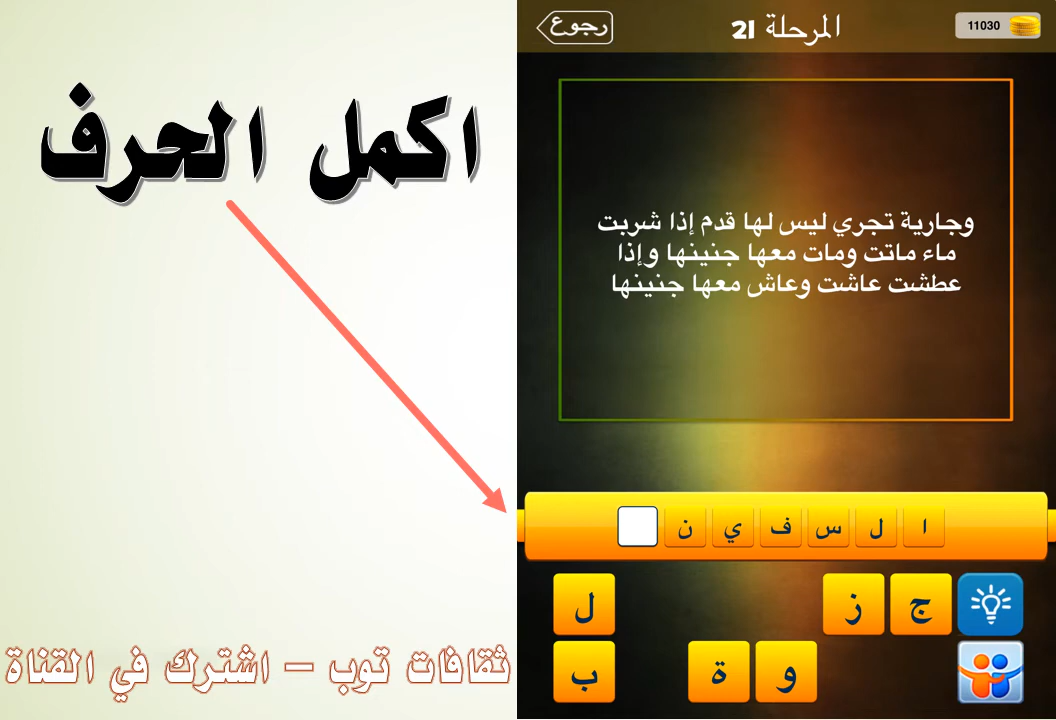 اكمل الحرف
ثقافات توب – اشترك في القناة
رجوع
المرحلة 21
11030
وجارية تجري ليس لها قدم إذا شربت
ماء ماتت ومات معها جنينها وإذا
عطشت عاشت وعاش معها جنينها
ا ل س ف ي ن
ج ز ل
و ة ب